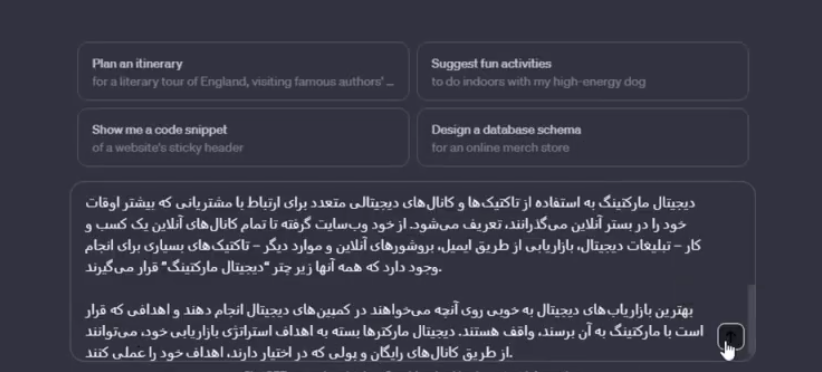 Plan an itinerary
for a literary tour of England, visiting famous authors' ...
Suggest fun activities
to do indoors with my high-energy dog
Show me a code snippet
of a website's sticky header
Design a database schema
for an online merch store
دیجیتال مارکتینگ به استفاده از تاکتیک‌ها و کانال‌های دیجیتالی متعدد برای ارتباط با مشتریانی که بیشتر اوقات
خود را در بستر آنلاین می‌گذرانند، تعریف می‌شود. از خود وب‌سایت گرفته تا تمام کانال‌های آنلاین یک کسب و
کار – تبلیغات دیجیتال، بازاریابی از طریق ایمیل، بروشورهای آنلاین و موارد دیگر – تاکتیک‌های بسیاری برای انجام
وجود دارد که همه آنها زیر چتر "دیجیتال مارکتینگ" قرار می‌گیرند.
بهترین بازاریاب‌های دیجیتال به خوبی روی آنچه می‌خواهند در کمپین‌های دیجیتال انجام دهند و اهدافی که قرار
است با مارکتینگ به آن برسند، واقف هستند. دیجیتال مارکترها بسته به اهداف استراتژی بازاریابی خود، می‌توانند
از طریق کانال‌های رایگان و پولی که در اختیار دارند، اهداف خود را عملی کنند.